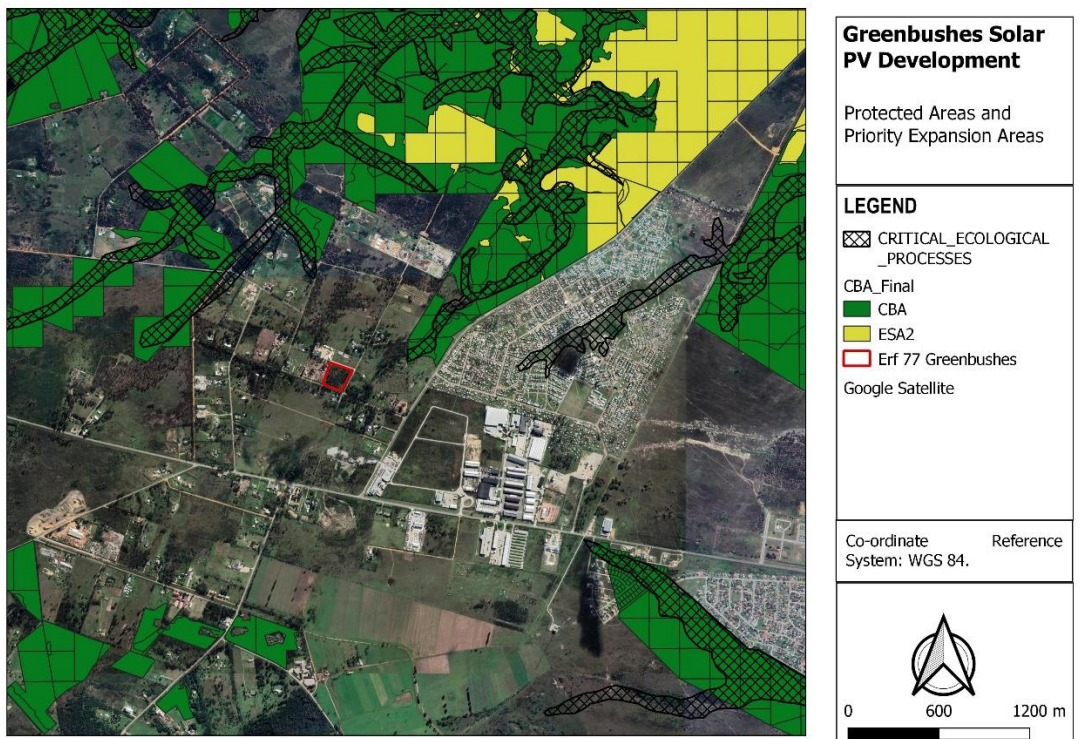 Greenbushes Solar
PV Development
Protected Areas and
Priority Expansion Areas
LEGEND
CRITICAL_ECOLOGICAL
_PROCESSES
CBA_Final
CBA
ESA2
Erf 77 Greenbushes
Google Satellite
Co-ordinate Reference
System: WGS 84.
0 600 1200 m